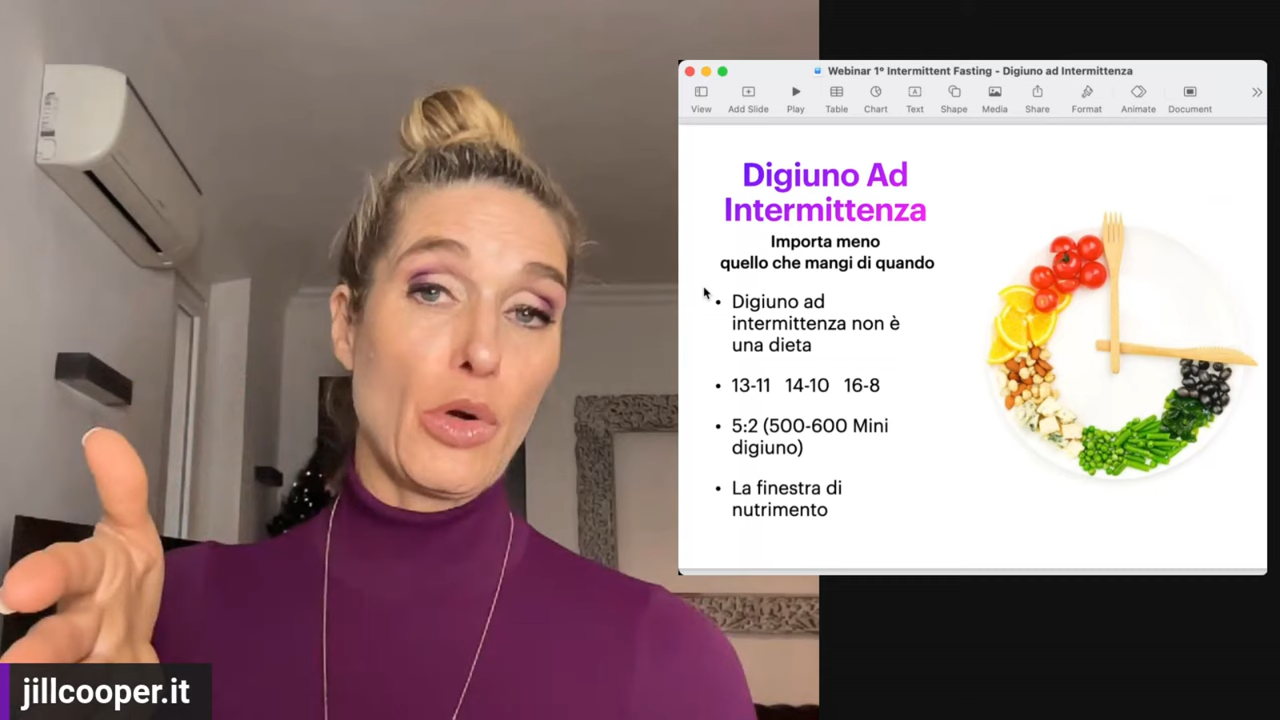 Webinar 1° Intermittent Fasting - Digiuno ad Intermittenza
View Add Slide Play Table Chart Text Shape Media Share Format Animate Document
Digiuno Ad
Intermittenza
Importa meno
quello che mangi di quando
• Digiuno ad
intermittenza non è
una dieta
• 13-11 14-10 16-8
• 5:2 (500-600 Mini
digiuno)
• La finestra di
nutrimento
jillcooper.it